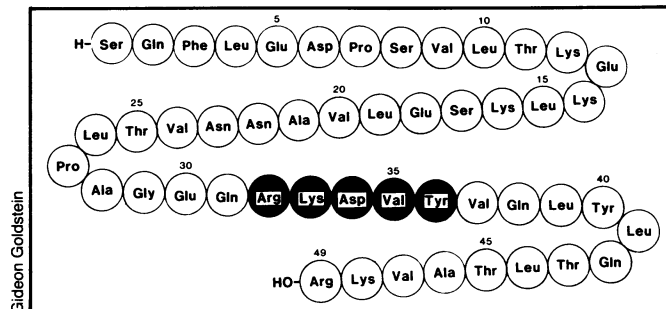 5 10
H- Ser Gln Phe Leu Glu Asp Pro Ser Val Leu Thr Lys Glu
25 20 15
Leu Thr Val Asn Asn Ala Val Leu Glu Ser Lys Leu Lys
30 35 40
Pro Ala Gly Glu Gln Arg Lys Asp Val Tyr Val Gln Leu Tyr Leu
49 45
HO- Arg Lys Val Ala Thr Leu Thr Gln
Gideon Goldstein